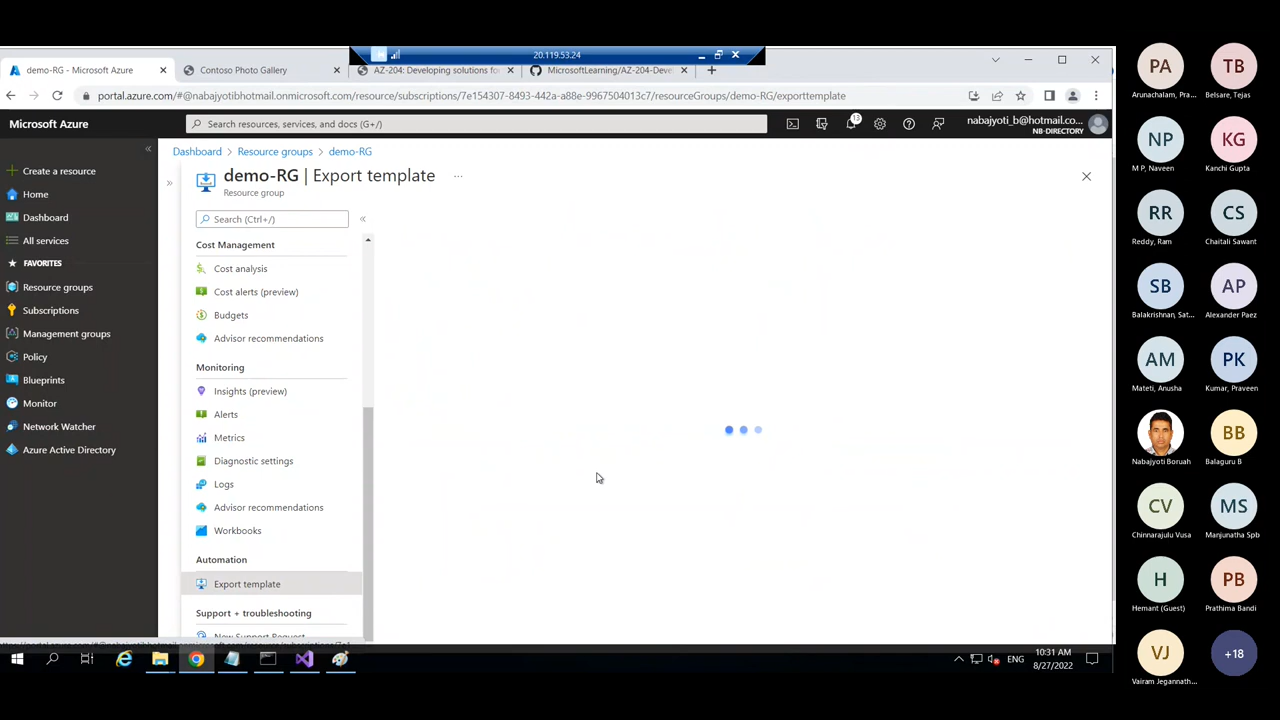 20.119.53.24
demo-RG - Microsoft Azure
Contoso Photo Gallery
AZ-204: Developing solutions fo
MicrosoftLearning/AZ-204-Deve
portal.azure.com/#@nabajyotibhotmail.onmicrosoft.com/resource/subscriptions/7e154307-8493-442a-a88e-9967504013c7/resourceGroups/demo-RG/exporttemplate
Microsoft Azure
Search resources, services, and docs (G+/)
13
nabajyoti_b@hotmail.co...
NB-DIRECTORY
Create a resource
Home
Dashboard
All services
FAVORITES
Resource groups
Subscriptions
Management groups
Policy
Blueprints
Monitor
Network Watcher
Azure Active Directory
Dashboard > Resource groups > demo-RG
demo-RG | Export template ...
Resource group
Search (Ctrl+/)
Cost Management
Cost analysis
Cost alerts (preview)
Budgets
Advisor recommendations
Monitoring
Insights (preview)
Alerts
Metrics
Diagnostic settings
Logs
Advisor recommendations
Workbooks
Automation
Export template
Support + troubleshooting
New Support Request
ENG
10:31 AM
8/27/2022
PA
Arunachalam, Pra...
TB
Belsare, Tejas
NP
M P, Naveen
KG
Kanchi Gupta
RR
Reddy, Ram
CS
Chaitali Sawant
SB
Balakrishnan, Sat...
AP
Alexander Paez
AM
Mateti, Anusha
PK
Kumar, Praveen
Nabajyoti Boruah
BB
Balaguru B
CV
Chinnarajulu Vusa
MS
Manjunatha Spb
H
Hemant (Guest)
PB
Prathima Bandi
VJ
Vairam Jegannath...
+18